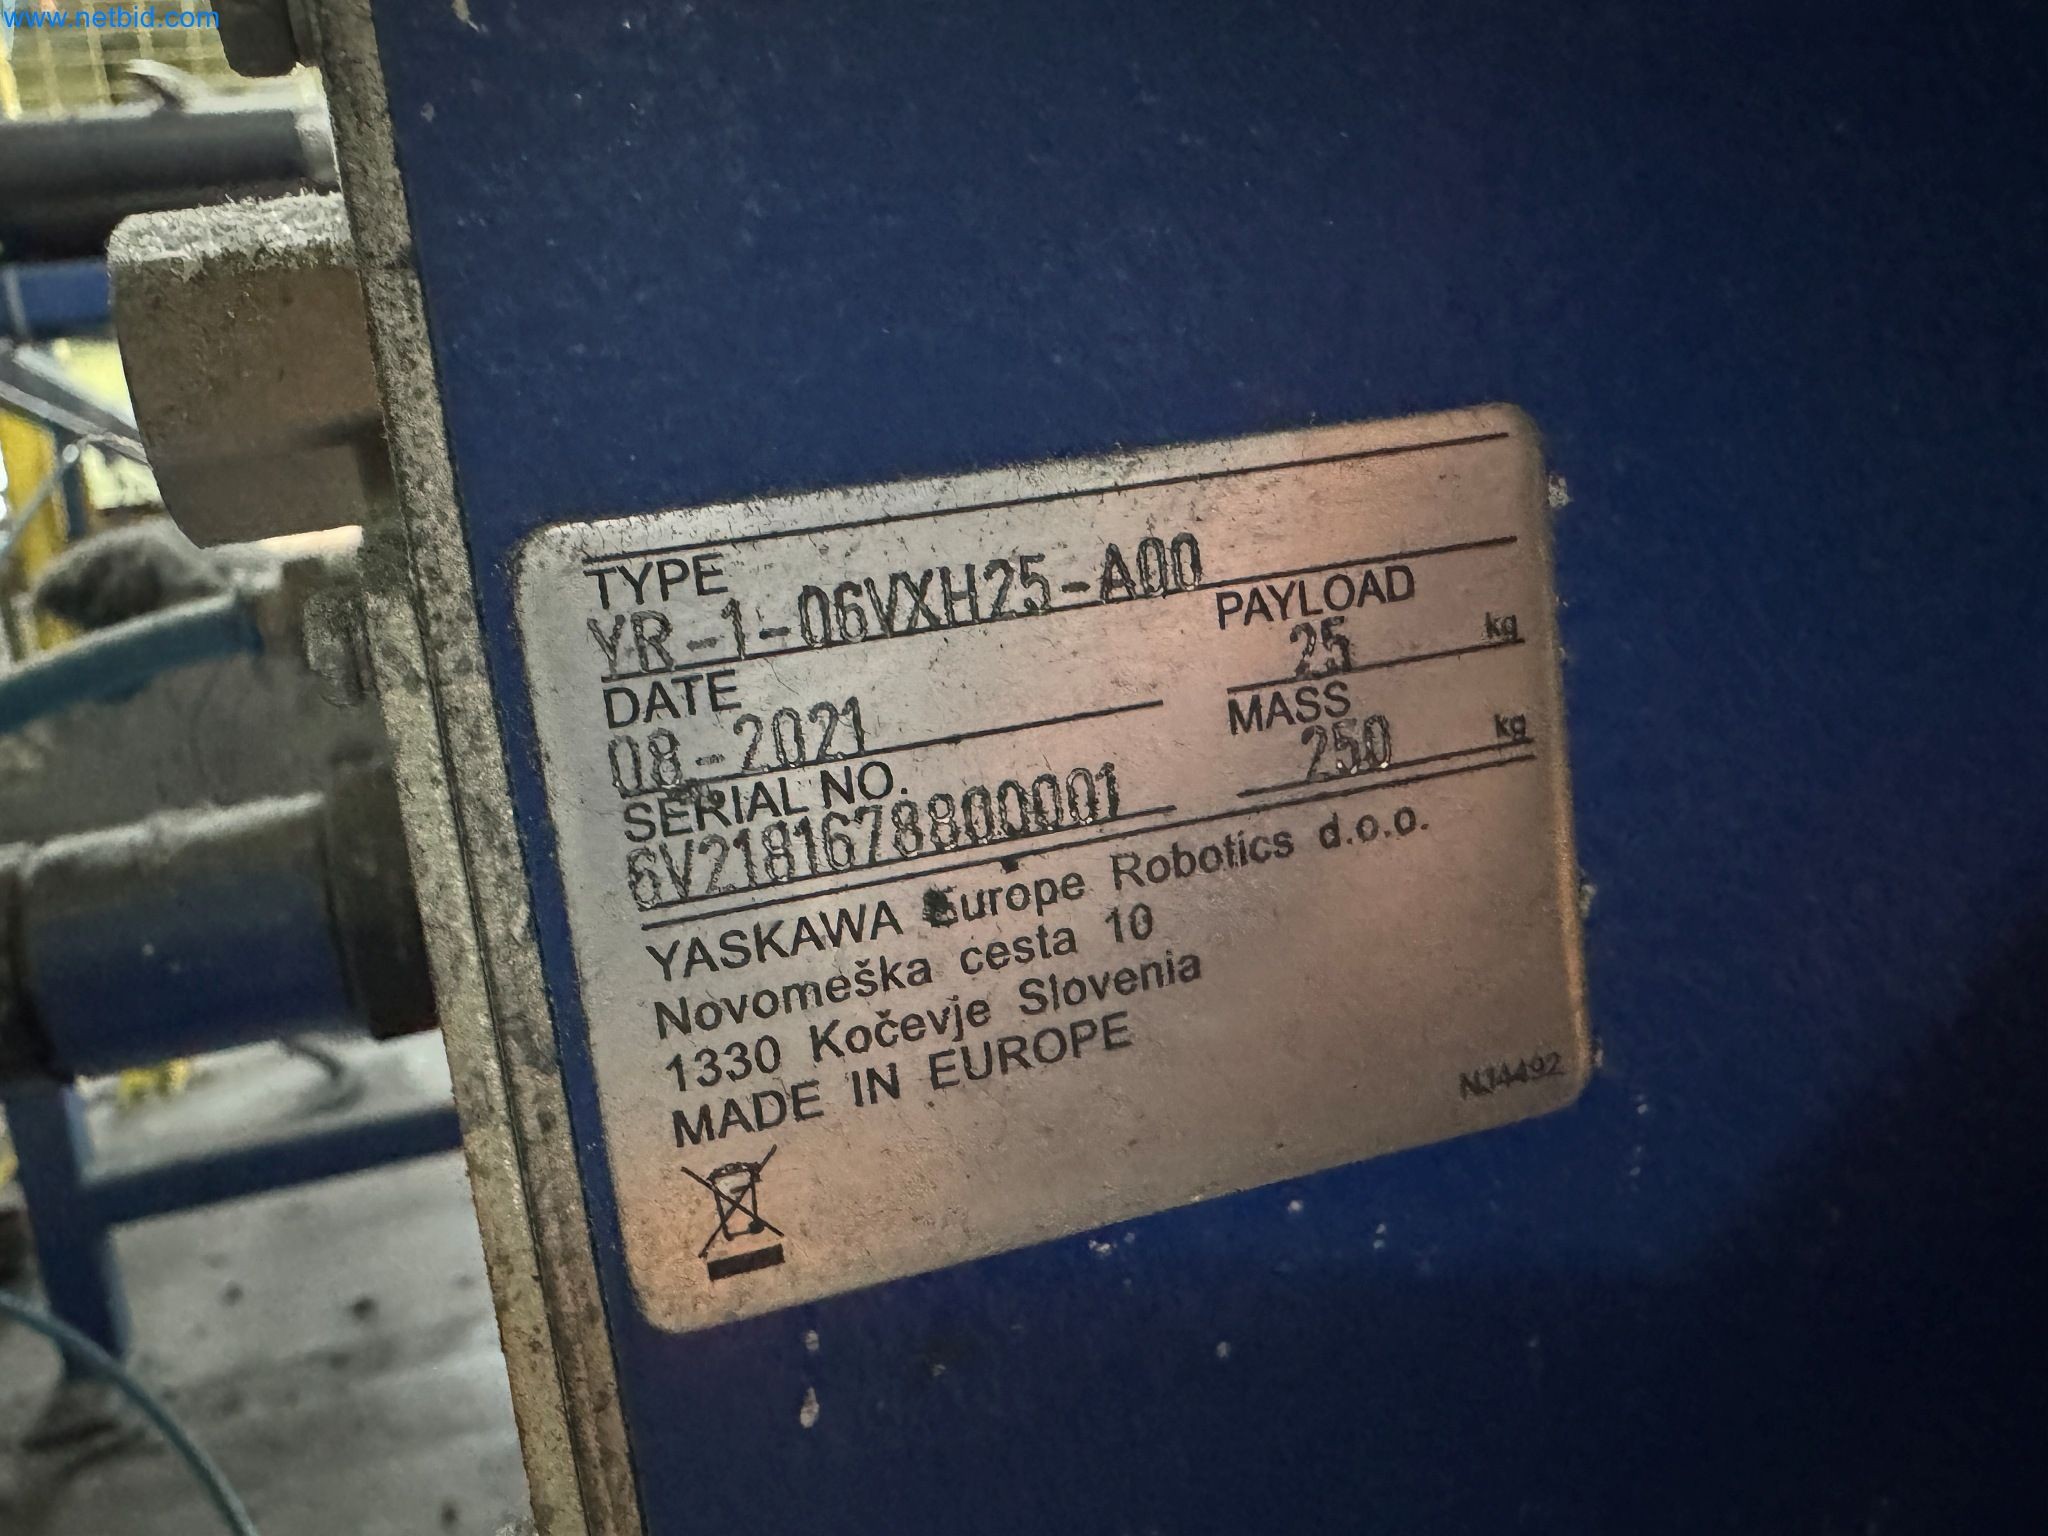 www.netbid.com
TYPE
YR-1-06VXH25-A00
PAYLOAD
25 kg
DATE
08-2021
MASS
250 kg
SERIAL NO.
6V2181678800001
YASKAWA Europe Robotics d.o.o.
Novomeška cesta 10
1330 Kočevje Slovenia
MADE IN EUROPE
N14492